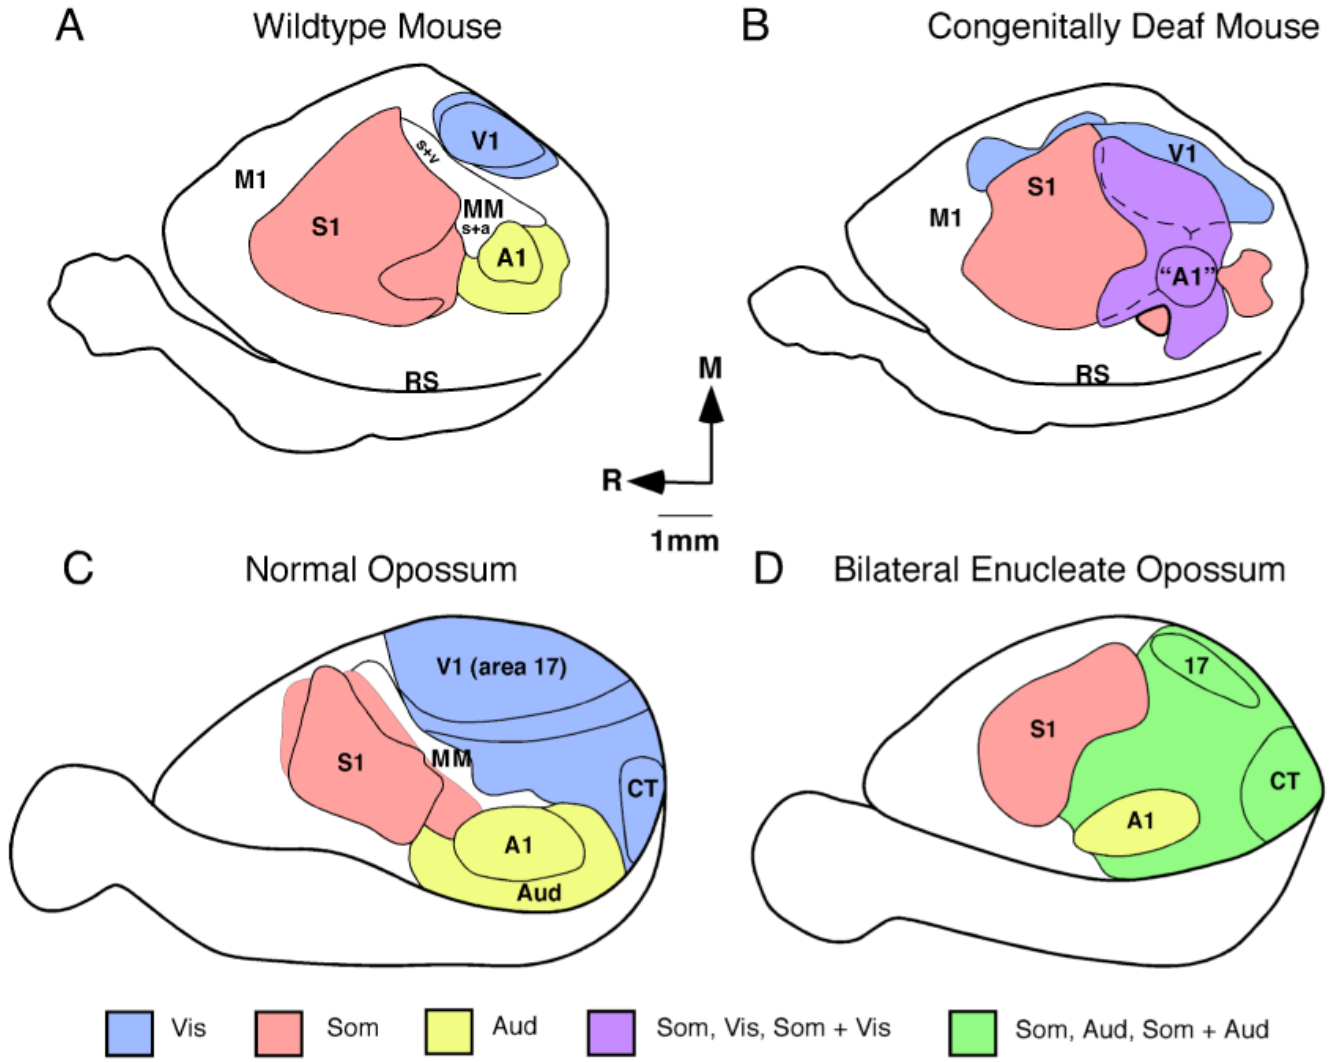 A Wildtype Mouse
B Congenitally Deaf Mouse
V1
s+v
M1
MM
S1
s+a
A1
RS
V1
S1
M1
“A1”
RS
M
R
1mm
C Normal Opossum
D Bilateral Enucleate Opossum
V1 (area 17)
S1
MM
CT
A1
Aud
17
S1
CT
A1
Vis
Som
Aud
Som, Vis, Som + Vis
Som, Aud, Som + Aud